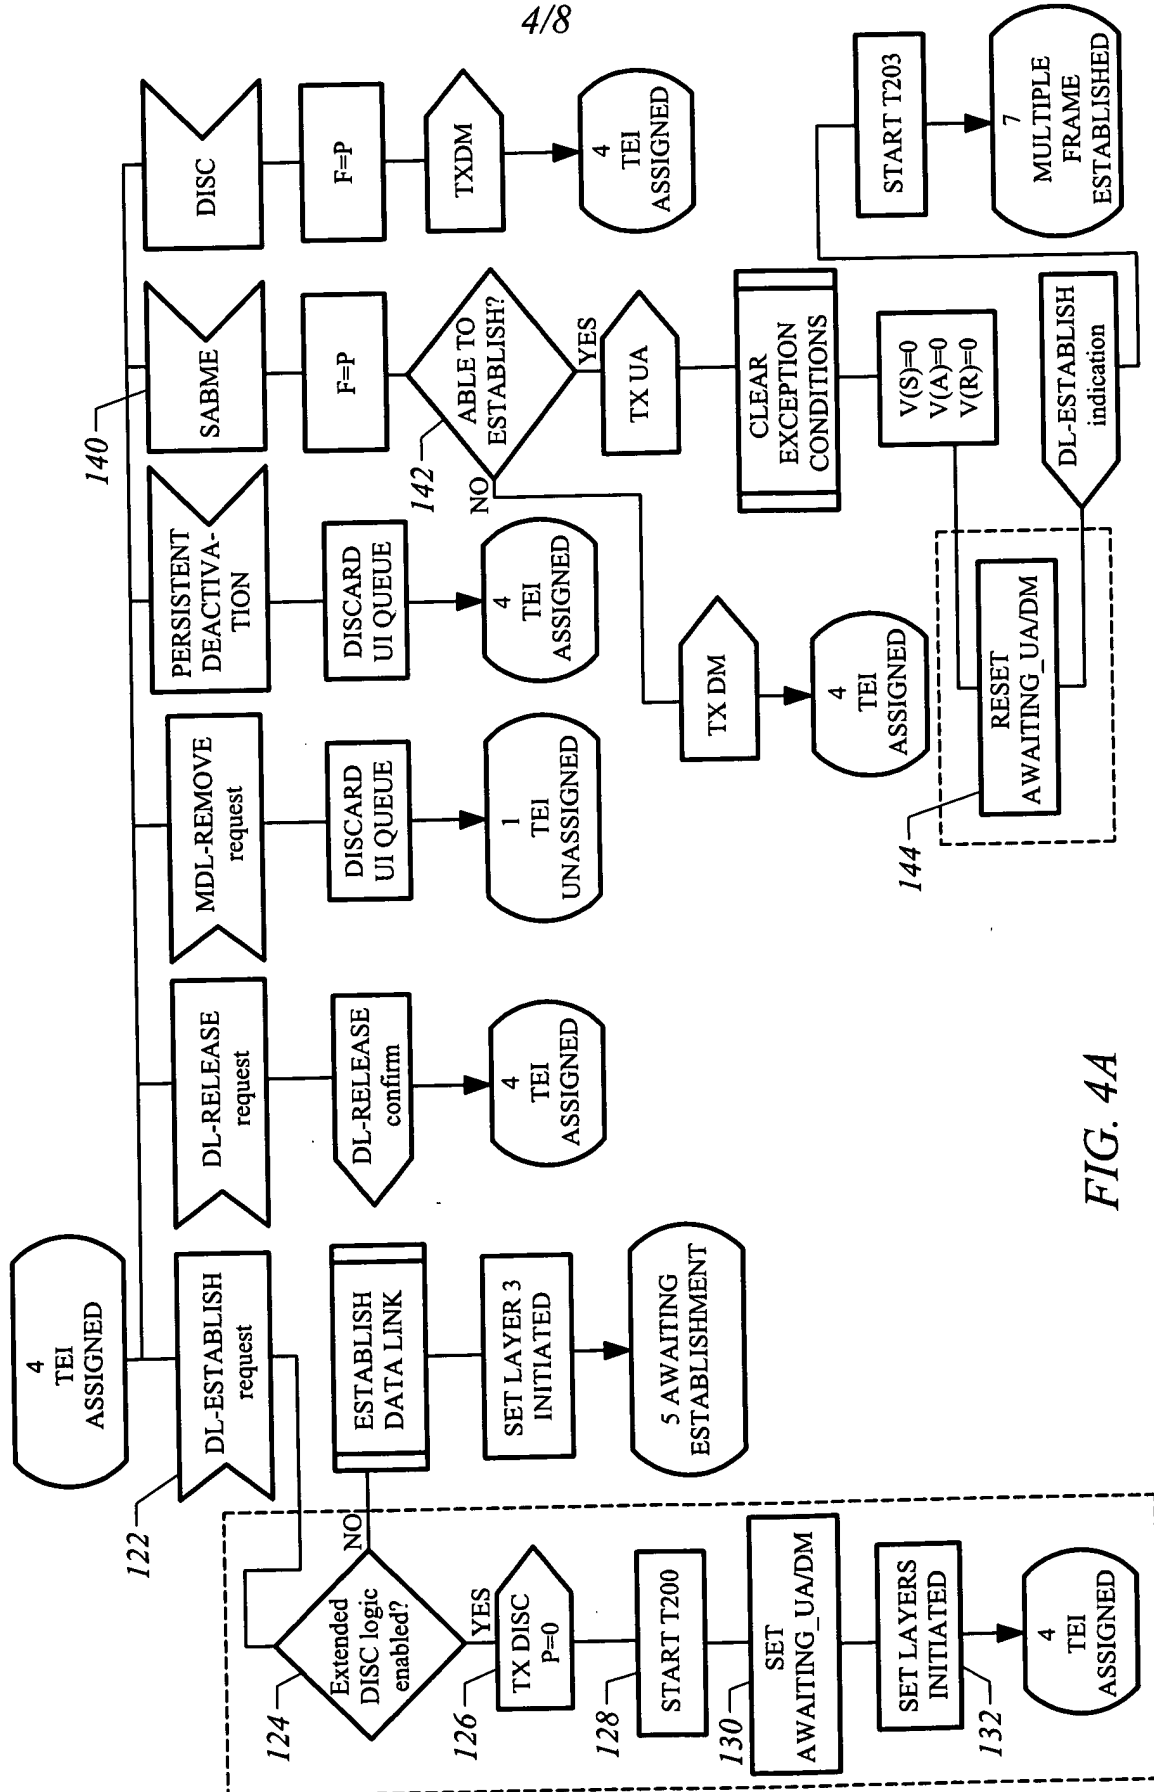 4/8
4
TEI
ASSIGNED
122
DL-ESTABLISH
request
DL-RELEASE
request
MDL-REMOVE
request
PERSISTENT
DEACTIVA-
TION
140
SABME
DISC
124
Extended
DISC logic
enabled?
NO
YES
ESTABLISH
DATA LINK
SET LAYER 3
INITIATED
5 AWAITING
ESTABLISHMENT
126
TX DISC
P=0
128
START T200
130
SET
AWAITING_UA/DM
132
SET LAYERS
INITIATED
4
TEI
ASSIGNED
DL-RELEASE
confirm
4
TEI
ASSIGNED
DISCARD
UI QUEUE
1
TEI
UNASSIGNED
DISCARD
UI QUEUE
4
TEI
ASSIGNED
F=P
142
ABLE TO
ESTABLISH?
NO
YES
TX DM
4
TEI
ASSIGNED
TX UA
CLEAR
EXCEPTION
CONDITIONS
V(S)=0
V(A)=0
V(R)=0
144
RESET
AWAITING_UA/DM
DL-ESTABLISH
indication
START T203
7
MULTIPLE
FRAME
ESTABLISHED
F=P
TXDM
4
TEI
ASSIGNED
FIG. 4A